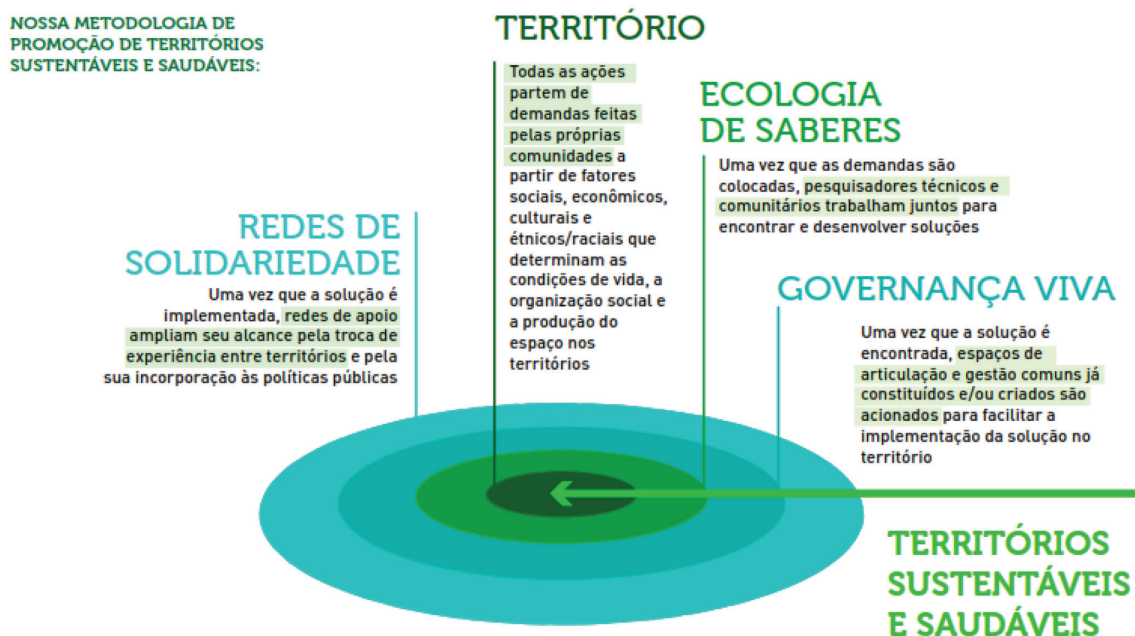 NOSSA METODOLOGIA DE
PROMOÇÃO DE TERRITÓRIOS
SUSTENTÁVEIS E SAUDÁVEIS:
TERRITÓRIO
Todas as ações
partem de
demandas feitas
pelas próprias
comunidades a
partir de fatores
sociais, econômicos,
culturais e
étnicos/raciais que
determinam as
condições de vida, a
organização social e
a produção do
espaço nos
territórios
ECOLOGIA
DE SABERES
Uma vez que as demandas são
colocadas, pesquisadores técnicos e
comunitários trabalham juntos para
encontrar e desenvolver soluções
REDES DE
SOLIDARIEDADE
Uma vez que a solução é
implementada, redes de apoio
ampliam seu alcance pela troca de
experiência entre territórios e pela
sua incorporação às políticas públicas
GOVERNANÇA VIVA
Uma vez que a solução é
encontrada, espaços de
articulação e gestão comuns já
constituídos e/ou criados são
acionados para facilitar a
implementação da solução no
território
TERRITÓRIOS
SUSTENTÁVEIS
E SAUDÁVEIS